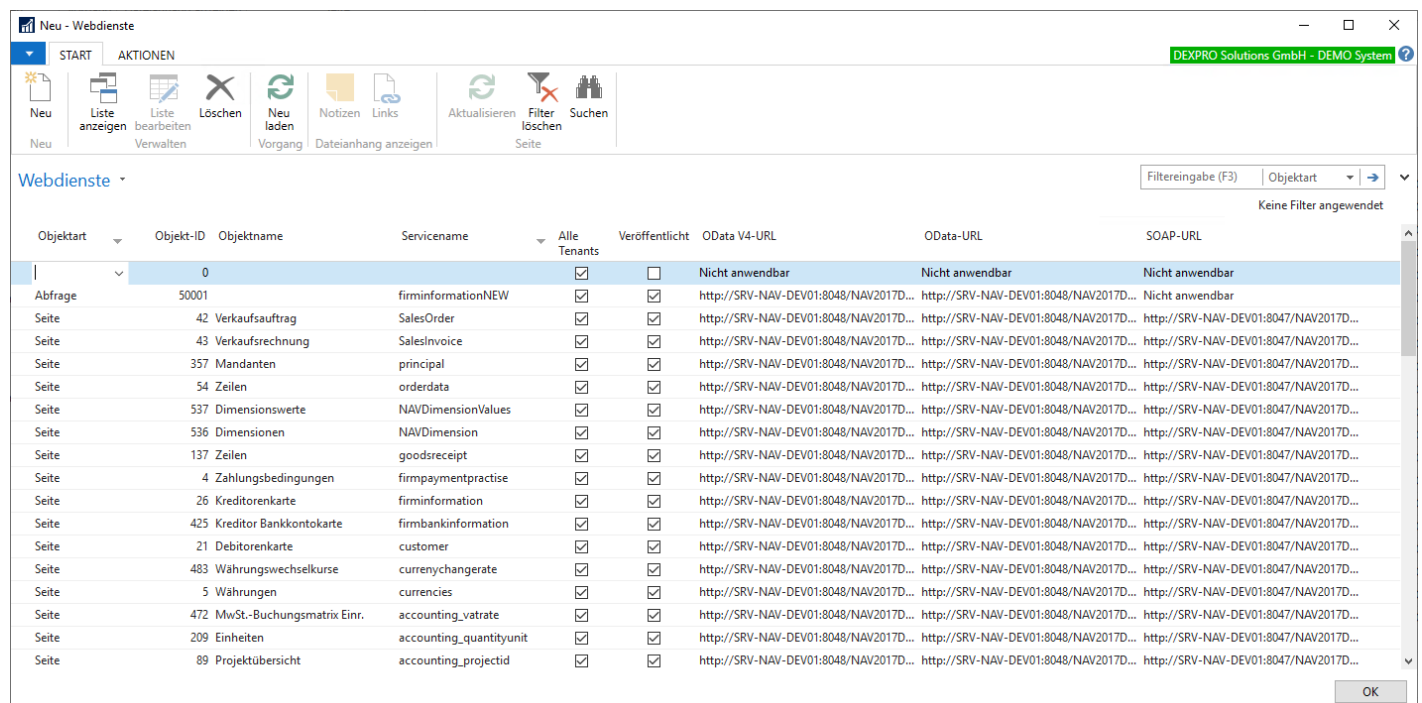 Neu - Webdienste
START AKTIONEN
DEXPRO Solutions GmbH - DEMO System
Neu Liste anzeigen Liste bearbeiten Löschen Neu laden Notizen Links Aktualisieren Filter löschen Suchen
Neu Verwalten Vorgang Dateianhang anzeigen Seite
Webdienste
Filtereingabe (F3) Objektart
Keine Filter angewendet
Objektart Objekt-ID Objektname Servicename Alle Tenants Veröffentlicht OData V4-URL OData-URL SOAP-URL
0 Nicht anwendbar Nicht anwendbar Nicht anwendbar
Abfrage 50001 firminformationNEW http://SRV-NAV-DEV01:8048/NAV2017D... http://SRV-NAV-DEV01:8048/NAV2017D... Nicht anwendbar
Seite 42 Verkaufsauftrag SalesOrder http://SRV-NAV-DEV01:8048/NAV2017D... http://SRV-NAV-DEV01:8048/NAV2017D... http://SRV-NAV-DEV01:8047/NAV2017D...
Seite 43 Verkaufsrechnung SalesInvoice http://SRV-NAV-DEV01:8048/NAV2017D... http://SRV-NAV-DEV01:8048/NAV2017D... http://SRV-NAV-DEV01:8047/NAV2017D...
Seite 357 Mandanten principal http://SRV-NAV-DEV01:8048/NAV2017D... http://SRV-NAV-DEV01:8048/NAV2017D... http://SRV-NAV-DEV01:8047/NAV2017D...
Seite 54 Zeilen orderdata http://SRV-NAV-DEV01:8048/NAV2017D... http://SRV-NAV-DEV01:8048/NAV2017D... http://SRV-NAV-DEV01:8047/NAV2017D...
Seite 537 Dimensionswerte NAVDimensionValues http://SRV-NAV-DEV01:8048/NAV2017D... http://SRV-NAV-DEV01:8048/NAV2017D... http://SRV-NAV-DEV01:8047/NAV2017D...
Seite 536 Dimensionen NAVDimension http://SRV-NAV-DEV01:8048/NAV2017D... http://SRV-NAV-DEV01:8048/NAV2017D... http://SRV-NAV-DEV01:8047/NAV2017D...
Seite 137 Zeilen goodsreceipt http://SRV-NAV-DEV01:8048/NAV2017D... http://SRV-NAV-DEV01:8048/NAV2017D... http://SRV-NAV-DEV01:8047/NAV2017D...
Seite 4 Zahlungsbedingungen firmpaymentpractise http://SRV-NAV-DEV01:8048/NAV2017D... http://SRV-NAV-DEV01:8048/NAV2017D... http://SRV-NAV-DEV01:8047/NAV2017D...
Seite 26 Kreditorenkarte firminformation http://SRV-NAV-DEV01:8048/NAV2017D... http://SRV-NAV-DEV01:8048/NAV2017D... http://SRV-NAV-DEV01:8047/NAV2017D...
Seite 425 Kreditor Bankkontokarte firmbankinformation http://SRV-NAV-DEV01:8048/NAV2017D... http://SRV-NAV-DEV01:8048/NAV2017D... http://SRV-NAV-DEV01:8047/NAV2017D...
Seite 21 Debitorenkarte customer http://SRV-NAV-DEV01:8048/NAV2017D... http://SRV-NAV-DEV01:8048/NAV2017D... http://SRV-NAV-DEV01:8047/NAV2017D...
Seite 483 Währungswechselkurse currenychangerate http://SRV-NAV-DEV01:8048/NAV2017D... http://SRV-NAV-DEV01:8048/NAV2017D... http://SRV-NAV-DEV01:8047/NAV2017D...
Seite 5 Währungen currencies http://SRV-NAV-DEV01:8048/NAV2017D... http://SRV-NAV-DEV01:8048/NAV2017D... http://SRV-NAV-DEV01:8047/NAV2017D...
Seite 472 MwSt.-Buchungsmatrix Einr. accounting_vatrate http://SRV-NAV-DEV01:8048/NAV2017D... http://SRV-NAV-DEV01:8048/NAV2017D... http://SRV-NAV-DEV01:8047/NAV2017D...
Seite 209 Einheiten accounting_quantityunit http://SRV-NAV-DEV01:8048/NAV2017D... http://SRV-NAV-DEV01:8048/NAV2017D... http://SRV-NAV-DEV01:8047/NAV2017D...
Seite 89 Projektübersicht accounting_projectid http://SRV-NAV-DEV01:8048/NAV2017D... http://SRV-NAV-DEV01:8048/NAV2017D... http://SRV-NAV-DEV01:8047/NAV2017D...
OK